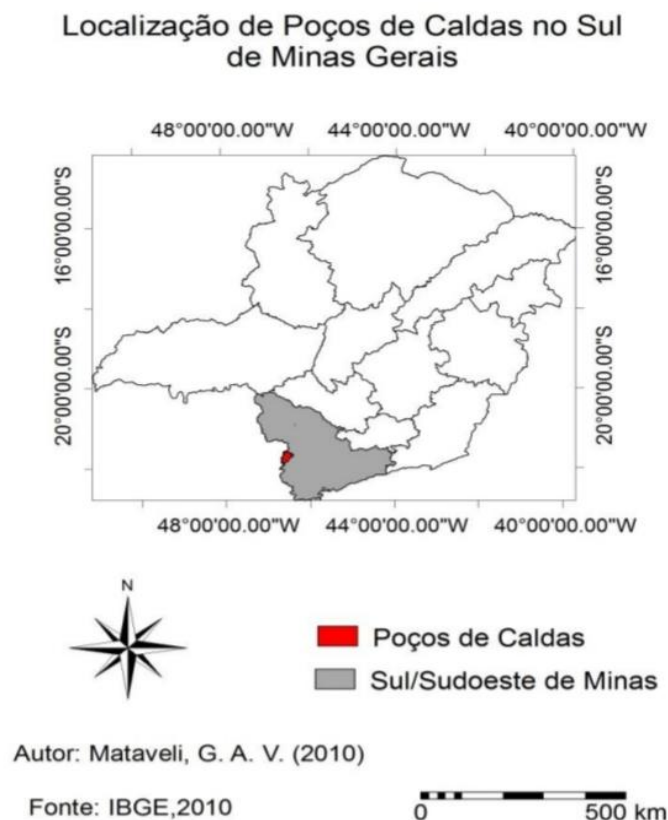 Localização de Poços de Caldas no Sul
de Minas Gerais
48°00'00.00"W 44°00'00.00"W 40°00'00.00"W
16°00'00.00"S
16°00'00.00"S
20°00'00.00"S
20°00'00.00"S
48°00'00.00"W 44°00'00.00"W 40°00'00.00"W
N
Poços de Caldas
Sul/Sudoeste de Minas
Autor: Mataveli, G. A. V. (2010)
Fonte: IBGE,2010
0 500 km